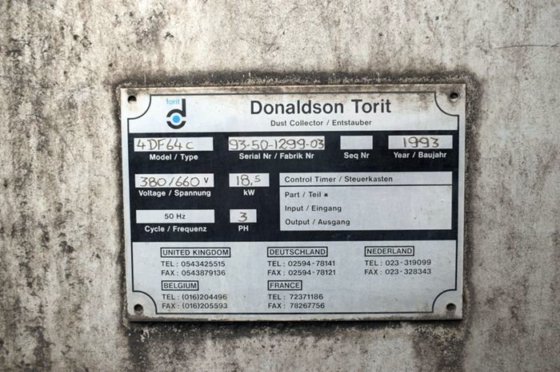 torit
d
Donaldson Torit
Dust Collector / Entstauber
4DF64C 93-50-1299-03 1993
Model / Type Serial Nr / Fabrik Nr Seq Nr Year / Baujahr
380/660 V 18,5
Voltage / Spannung kW
50 Hz 3
Cycle / Frequenz PH
Control Timer / Steuerkasten
Part / Teil *
Input / Eingang
Output / Ausgang
UNITED KINGDOM
TEL : 0543425515
FAX : 0543879136
DEUTSCHLAND
TEL : 02594-78141
FAX : 02594-78121
NEDERLAND
TEL : 023-319099
FAX : 023-328343
BELGIUM
TEL : (016)204496
FAX : (016)205593
FRANCE
TEL : 72371186
FAX : 78267756